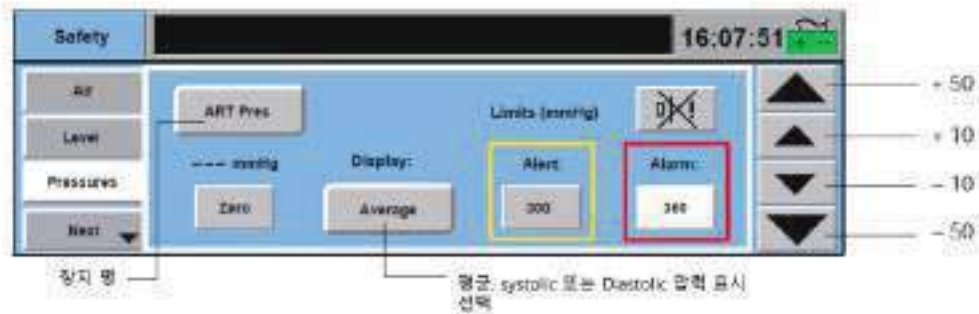 Safety
16:07:51
Air
Level
Pressures
Next
ART Pres
--- mmHg
Zero
Display:
Average
Limits (mmHg)
Alert:
300
Alarm:
360
+ 50
+ 10
- 10
- 50
장치 명
평균, systolic 또는 Diastolic 압력 표시
선택